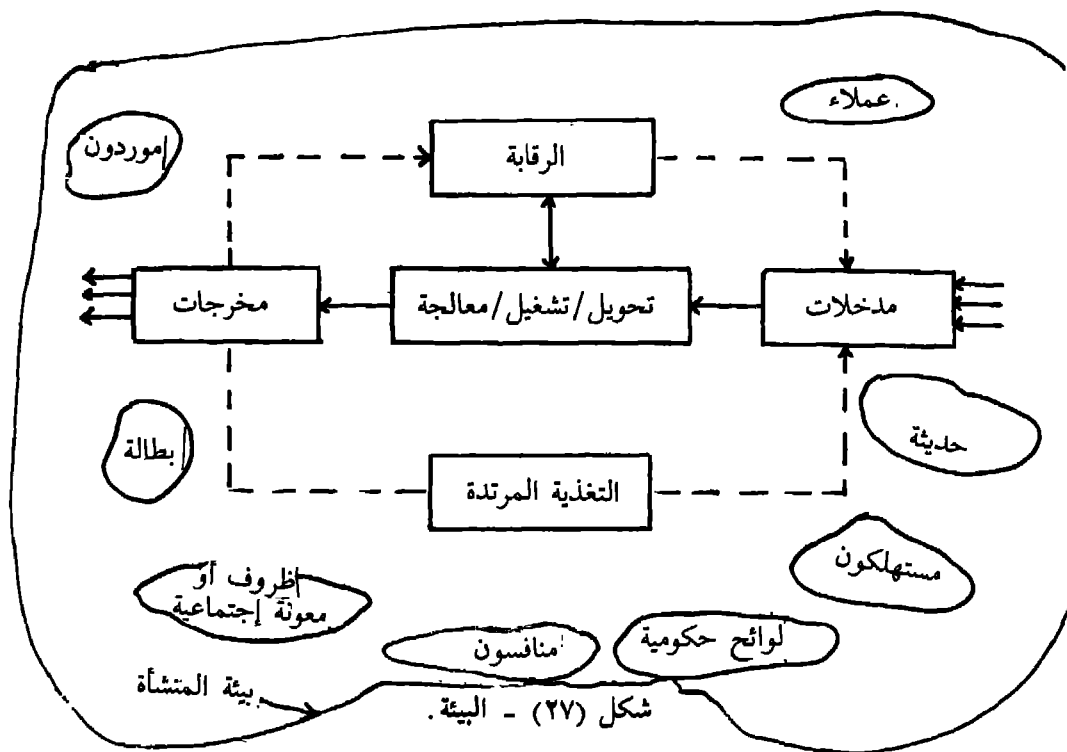 عملاء
موردون
الرقابة
مدخلات
تحويل/تشغيل/معالجة
مخرجات
حديثة
بطالة
التغذية المرتدة
مستهلكون
ظروف أو
معونة إجتماعية
لوائح حكومية
منافسون
بيئة المنشأة
شكل (٢٧) - البيئة.